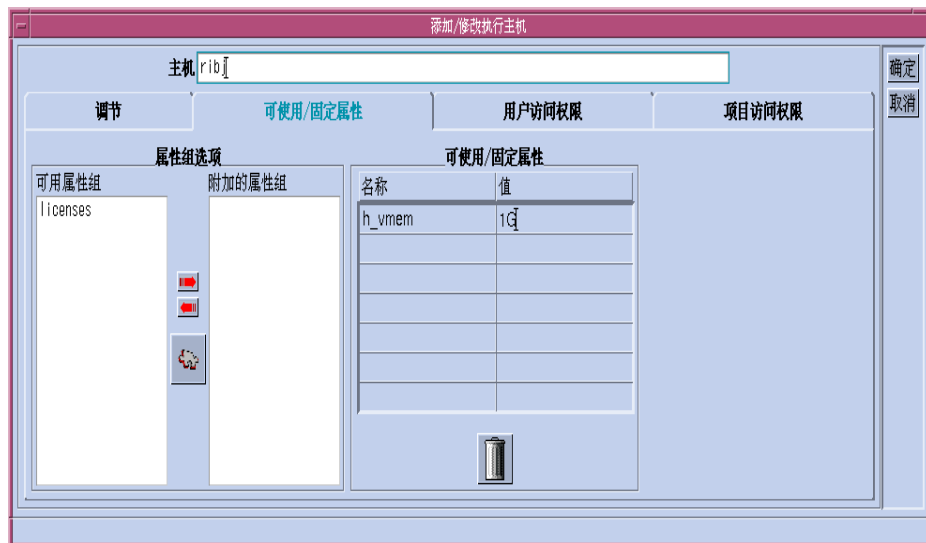 添加/修改执行主机
主机 ribj
确定
取消
调节 可使用/固定属性 用户访问权限 项目访问权限
属性组选项 可使用/固定属性
可用属性组 附加的属性组 名称 值
licenses
h_vmem 1G